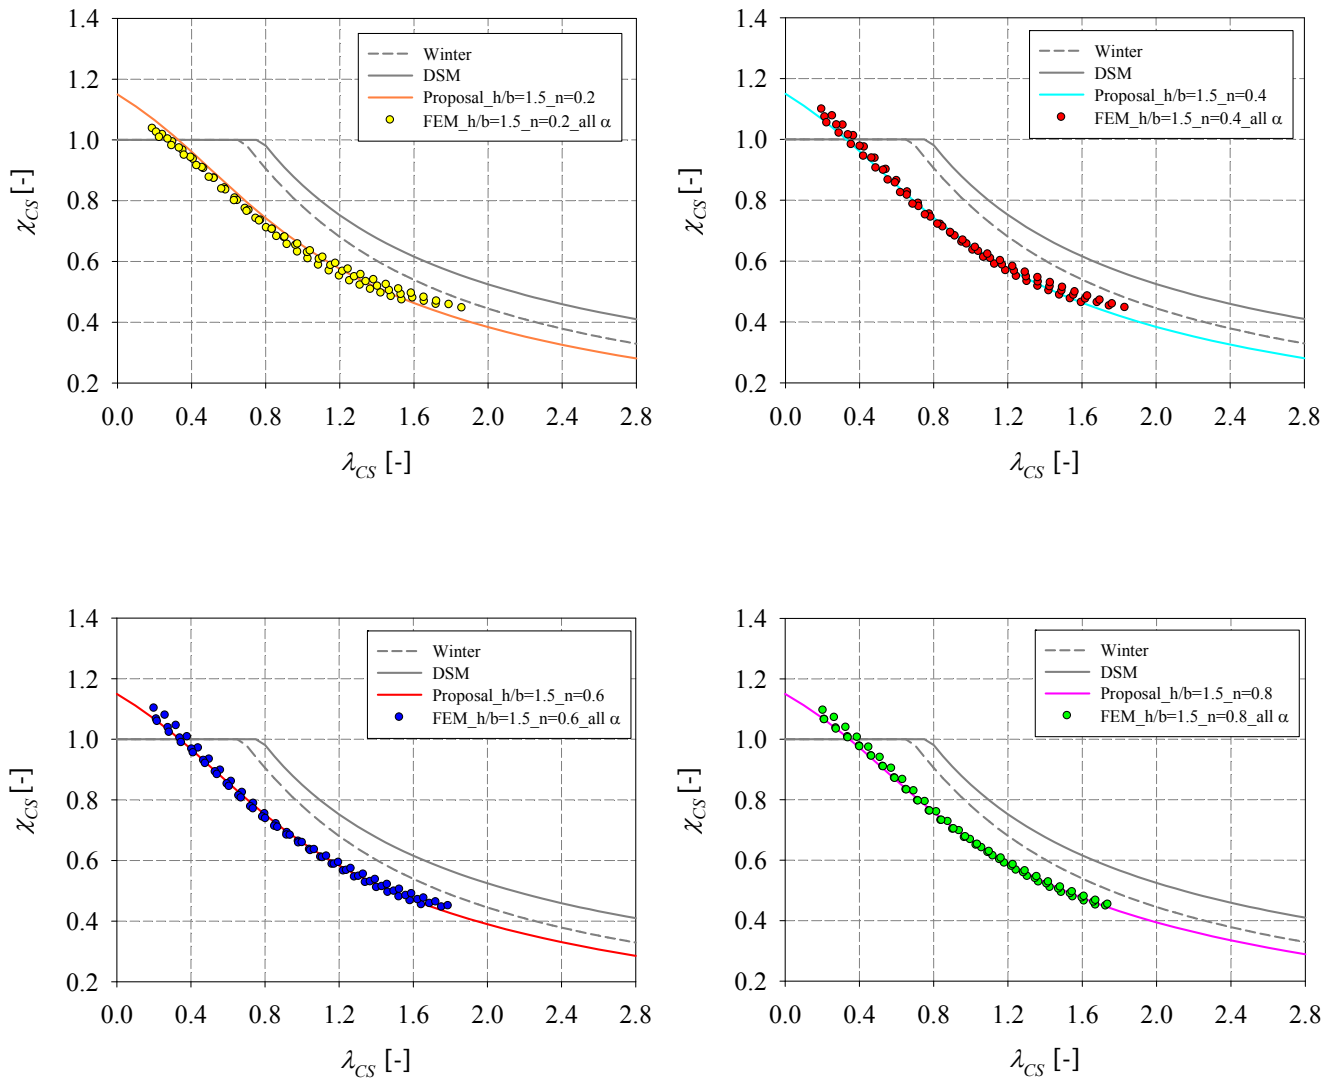 1.4
1.2
1.0
0.8
0.6
0.4
0.2
χCS [-]
Winter
DSM
Proposal_h/b=1.5_n=0.2
FEM_h/b=1.5_n=0.2_all α
0.0 0.4 0.8 1.2 1.6 2.0 2.4 2.8
λCS [-]
1.4
1.2
1.0
0.8
0.6
0.4
0.2
χCS [-]
Winter
DSM
Proposal_h/b=1.5_n=0.4
FEM_h/b=1.5_n=0.4_all α
0.0 0.4 0.8 1.2 1.6 2.0 2.4 2.8
λCS [-]
1.4
1.2
1.0
0.8
0.6
0.4
0.2
χCS [-]
Winter
DSM
Proposal_h/b=1.5_n=0.6
FEM_h/b=1.5_n=0.6_all α
0.0 0.4 0.8 1.2 1.6 2.0 2.4 2.8
λCS [-]
1.4
1.2
1.0
0.8
0.6
0.4
0.2
χCS [-]
Winter
DSM
Proposal_h/b=1.5_n=0.8
FEM_h/b=1.5_n=0.8_all α
0.0 0.4 0.8 1.2 1.6 2.0 2.4 2.8
λCS [-]